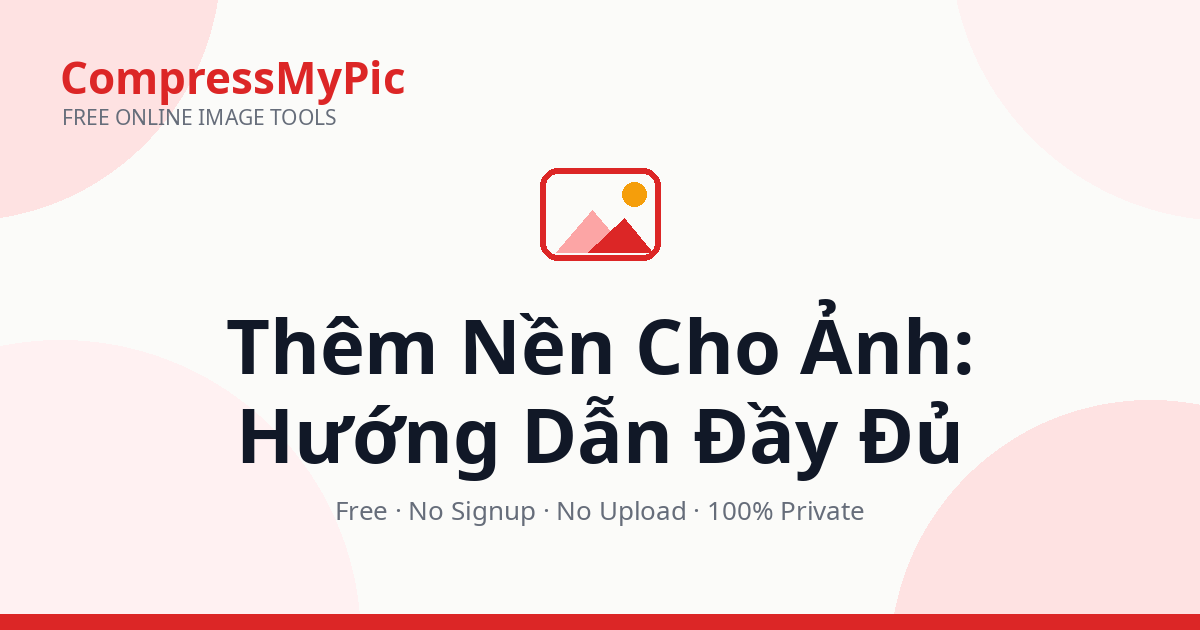 CompressMyPic
FREE ONLINE IMAGE TOOLS
Thêm Nền Cho Ảnh:
Hướng Dẫn Đầy Đủ
Free · No Signup · No Upload · 100% Private